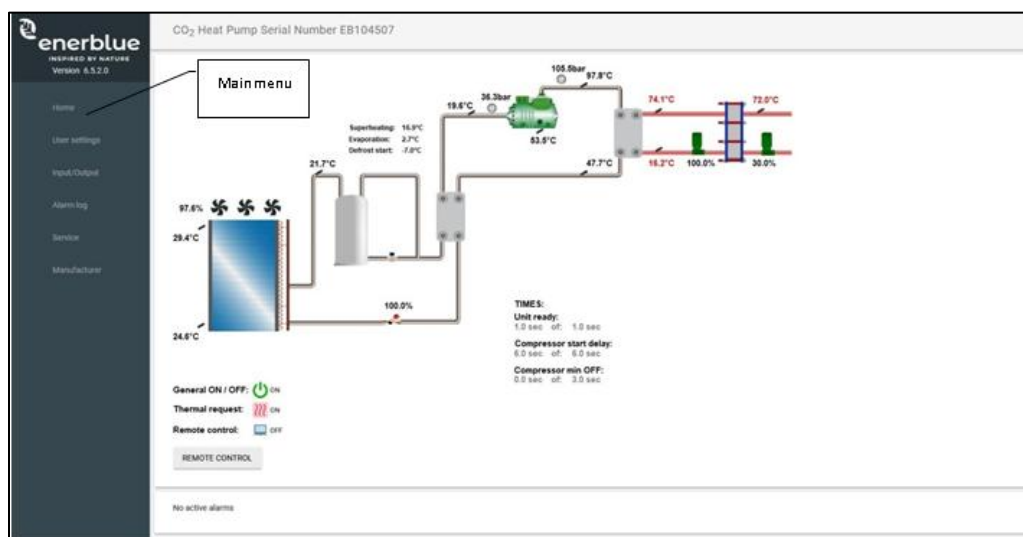 enerblue
INSPIRED BY NATURE
Version 6.5.2.0
Home
User settings
Input/Output
Alarm log
Service
Manufacturer
CO₂ Heat Pump Serial Number EB104507
Main menu
105.5bar
97.8°C
36.3bar
19.6°C
53.5°C
74.1°C
72.0°C
Superheating: 16.9°C
Evaporation: 2.7°C
Defrost start: -7.0°C
21.7°C
47.7°C
16.2°C
100.0%
30.0%
97.6%
29.4°C
100.0%
24.6°C
TIMES:
Unit ready:
1.0 sec of: 1.0 sec
Compressor start delay:
6.0 sec of: 6.0 sec
Compressor min OFF:
0.0 sec of: 3.0 sec
General ON / OFF: ON
Thermal request: ON
Remote control: OFF
REMOTE CONTROL
No active alarms